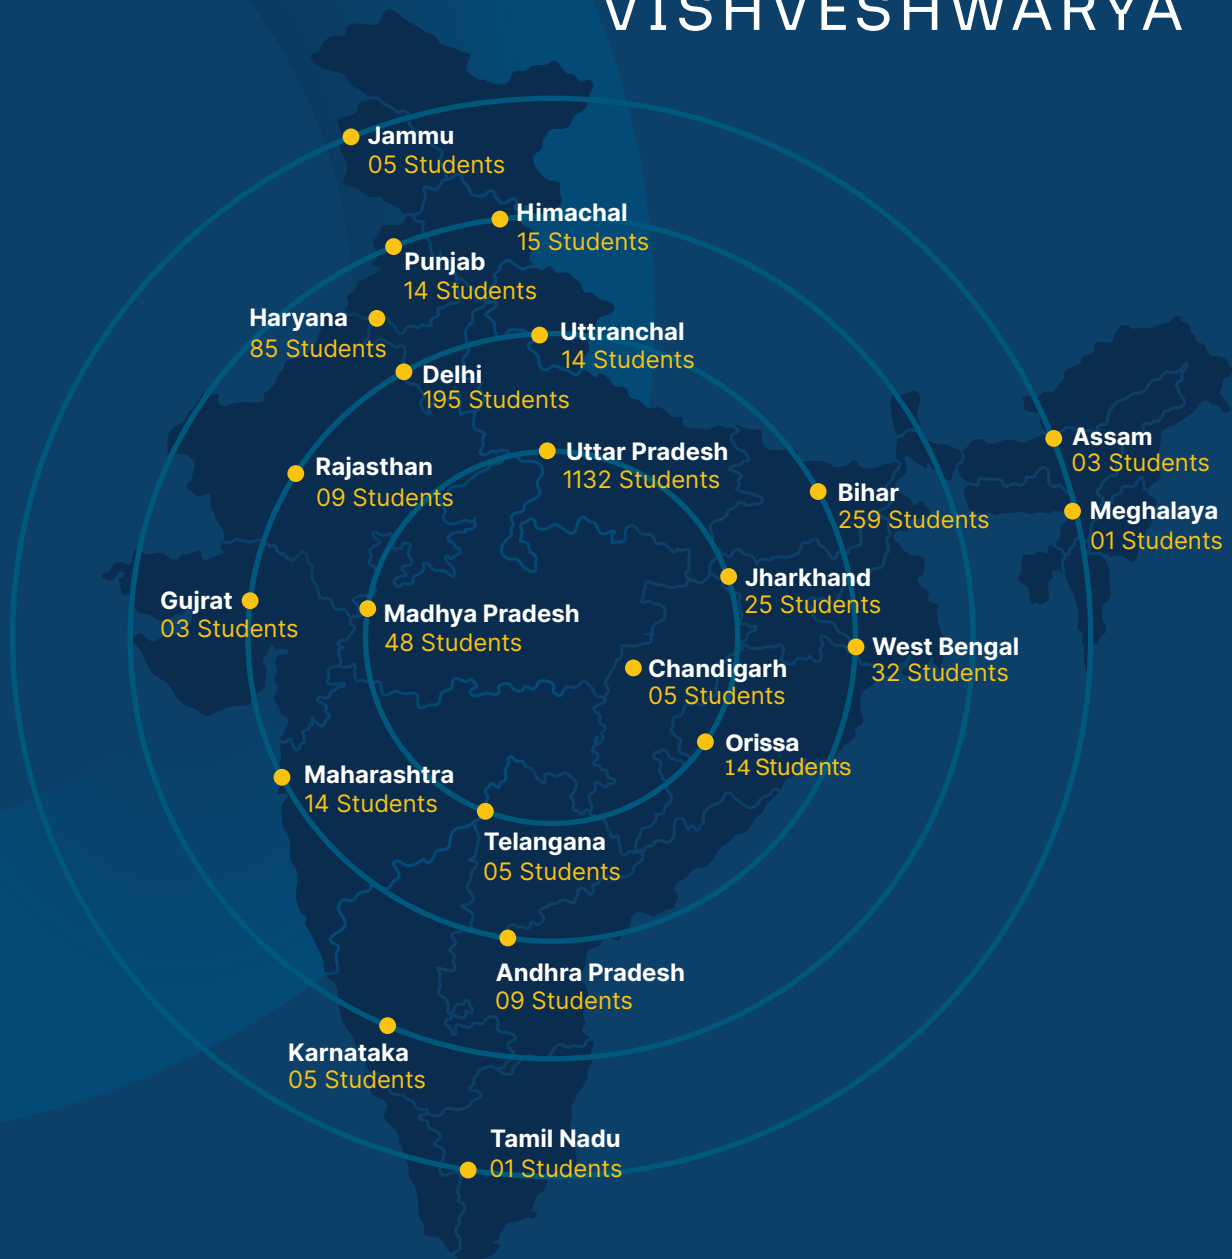 VISHVESHWARYA
Jammu
05 Students
Himachal
15 Students
Punjab
14 Students
Haryana
85 Students
Uttranchal
14 Students
Delhi
195 Students
Uttar Pradesh
1132 Students
Rajasthan
09 Students
Assam
03 Students
Bihar
259 Students
Meghalaya
01 Students
Jharkhand
25 Students
Gujrat
03 Students
Madhya Pradesh
48 Students
West Bengal
32 Students
Chandigarh
05 Students
Orissa
14 Students
Maharashtra
14 Students
Telangana
05 Students
Andhra Pradesh
09 Students
Karnataka
05 Students
Tamil Nadu
01 Students